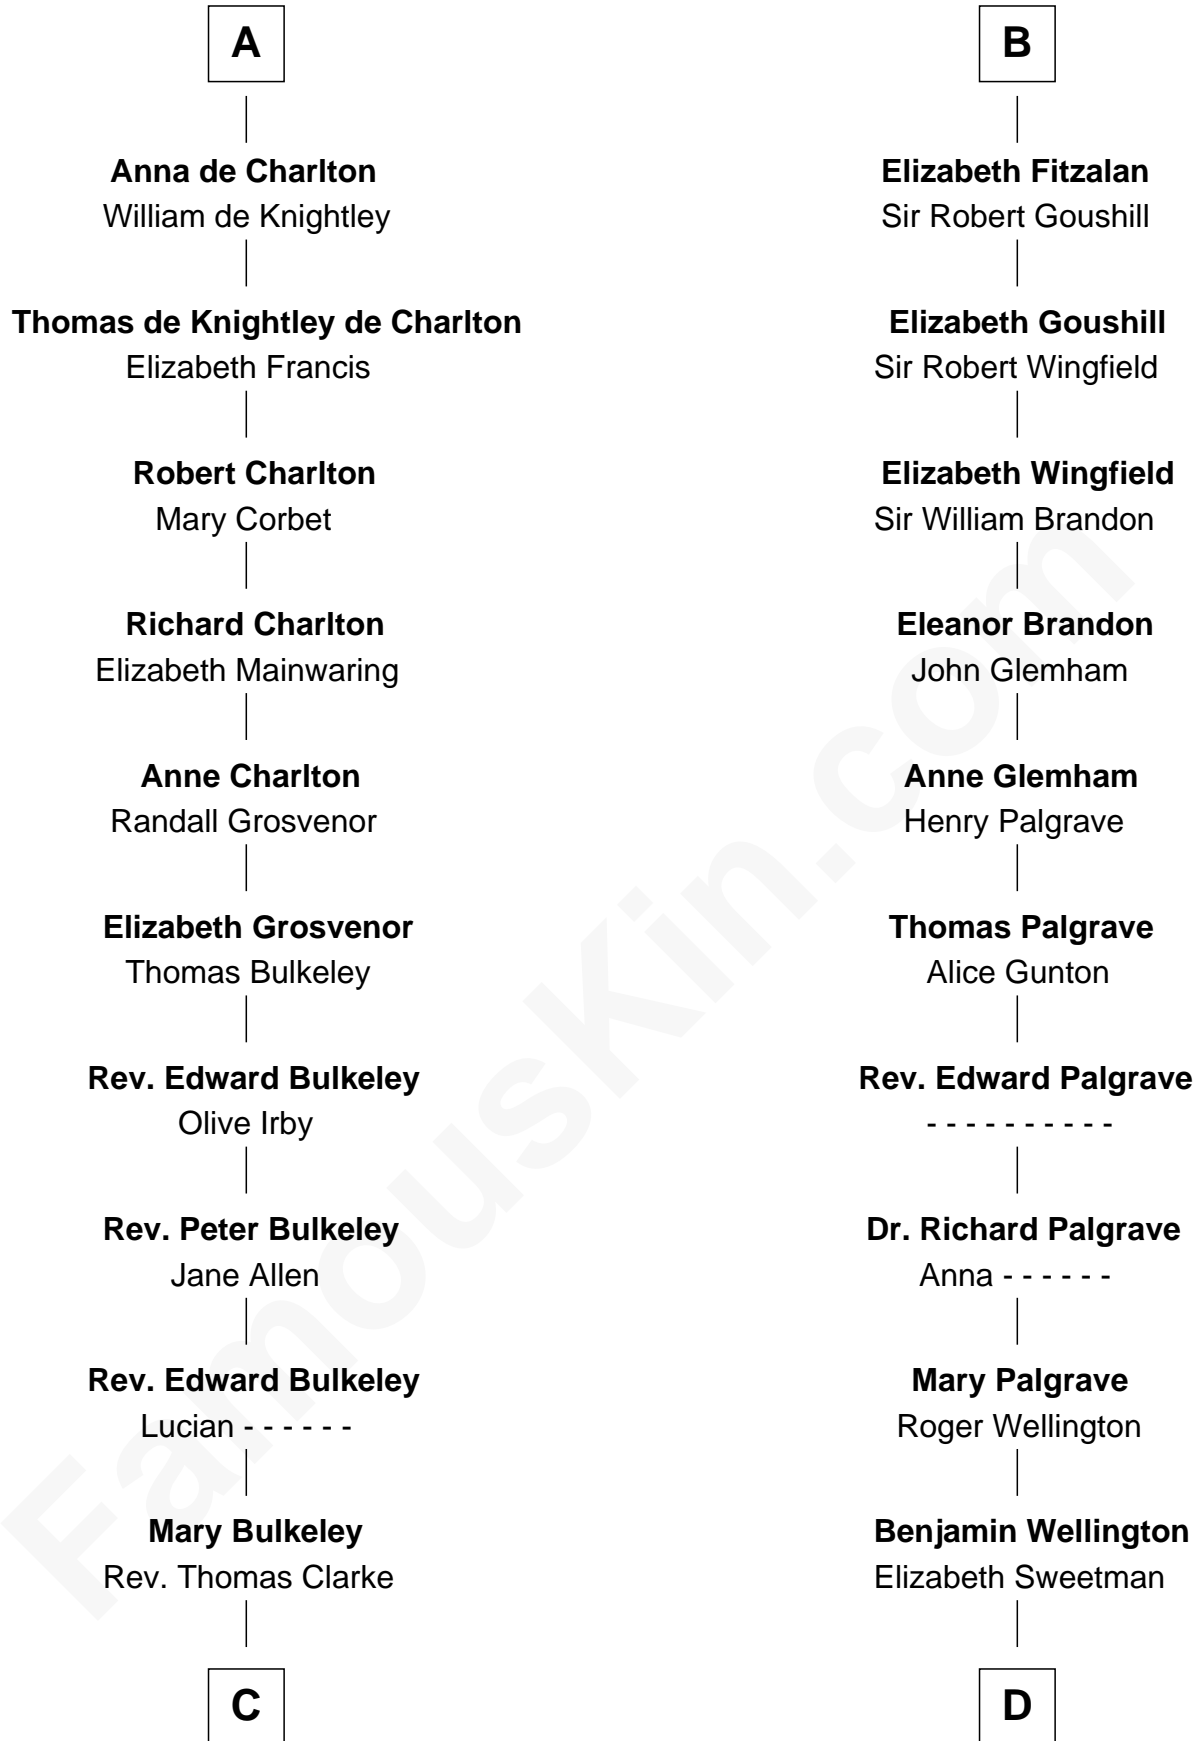 A
Anna de Charlton
William de Knightley
Thomas de Knightley de Charlton
Elizabeth Francis
Robert Charlton
Mary Corbet
Richard Charlton
Elizabeth Mainwaring
Anne Charlton
Randall Grosvenor
Elizabeth Grosvenor
Thomas Bulkeley
Rev. Edward Bulkeley
Olive Irby
Rev. Peter Bulkeley
Jane Allen
Rev. Edward Bulkeley
Lucian - - - - - -
Mary Bulkeley
Rev. Thomas Clarke
C
B
Elizabeth Fitzalan
Sir Robert Goushill
Elizabeth Goushill
Sir Robert Wingfield
Elizabeth Wingfield
Sir William Brandon
Eleanor Brandon
John Glemham
Anne Glemham
Henry Palgrave
Thomas Palgrave
Alice Gunton
Rev. Edward Palgrave
- - - - - - - - - -
Dr. Richard Palgrave
Anna - - - - - -
Mary Palgrave
Roger Wellington
Benjamin Wellington
Elizabeth Sweetman
D
FamousKin.com